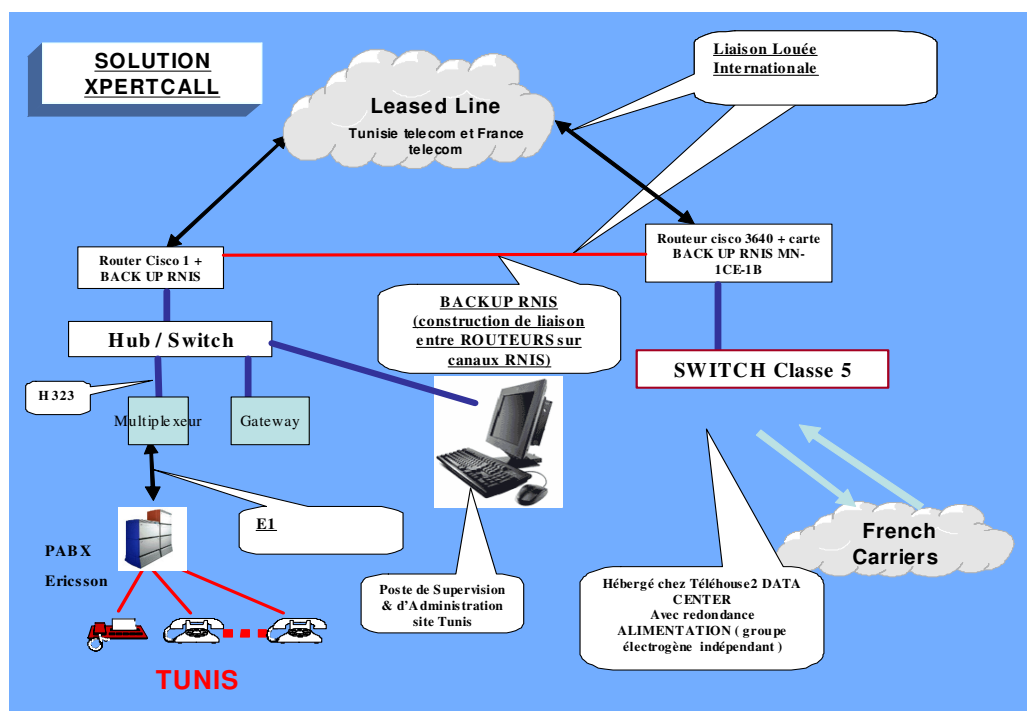 SOLUTION
XPERTCALL
Liaison Louée
Internationale
Leased Line
Tunisie telecom et France
telecom
Router Cisco 1 +
BACK UP RNIS
Routeur cisco 3640 + carte
BACK UP RNIS MN-
1CE-1B
BACKUP RNIS
(construction de liaison
entre ROUTEURS sur
canaux RNIS)
Hub / Switch
SWITCH Classe 5
H323
Multiplexeur
Gateway
E1
French
Carriers
PABX
Ericsson
Poste de Supervision
& d'Administration
site Tunis
Hébergé chez Téléhouse2 DATA
CENTER
Avec redondance
ALIMENTATION ( groupe
électrogène indépendant )
TUNIS